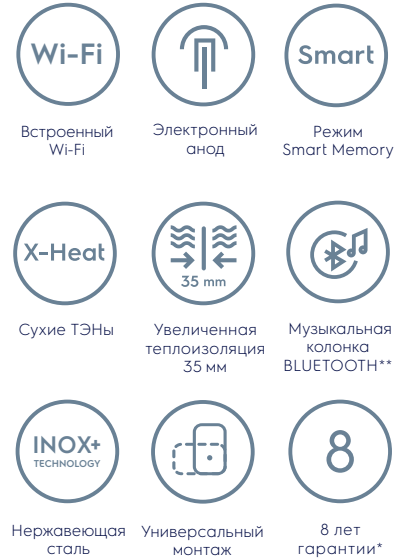 Wi-Fi
Smart
Встроенный
Wi-Fi
Электронный
анод
Режим
Smart Memory
X-Heat
35 mm
Сухие ТЭНы
Увеличенная
теплоизоляция
35 мм
Музыкальная
колонка
BLUETOOTH**
INOX+
TECHNOLOGY
8
Нержавеющая
сталь
Универсальный
монтаж
8 лет
гарантии*